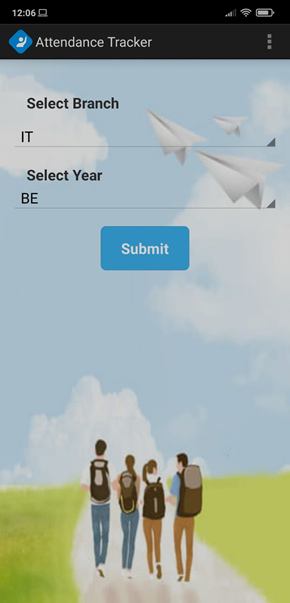 12:06
Attendance Tracker
Select Branch
IT
Select Year
BE
Submit